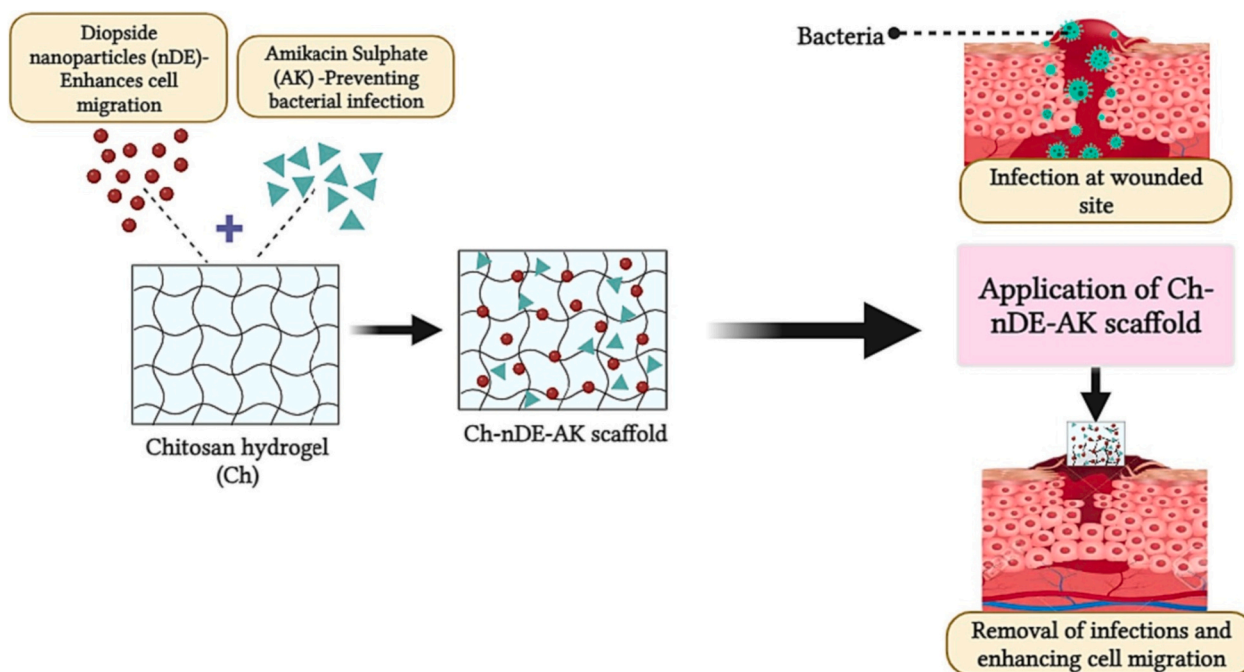 Diopside
nanoparticles (nDE)-
Enhances cell
migration
Amikacin Sulphate
(AK) -Preventing
bacterial infection
Chitosan hydrogel
(Ch)
Ch-nDE-AK scaffold
Bacteria
Infection at wounded
site
Application of Ch-
nDE-AK scaffold
Removal of infections and
enhancing cell migration